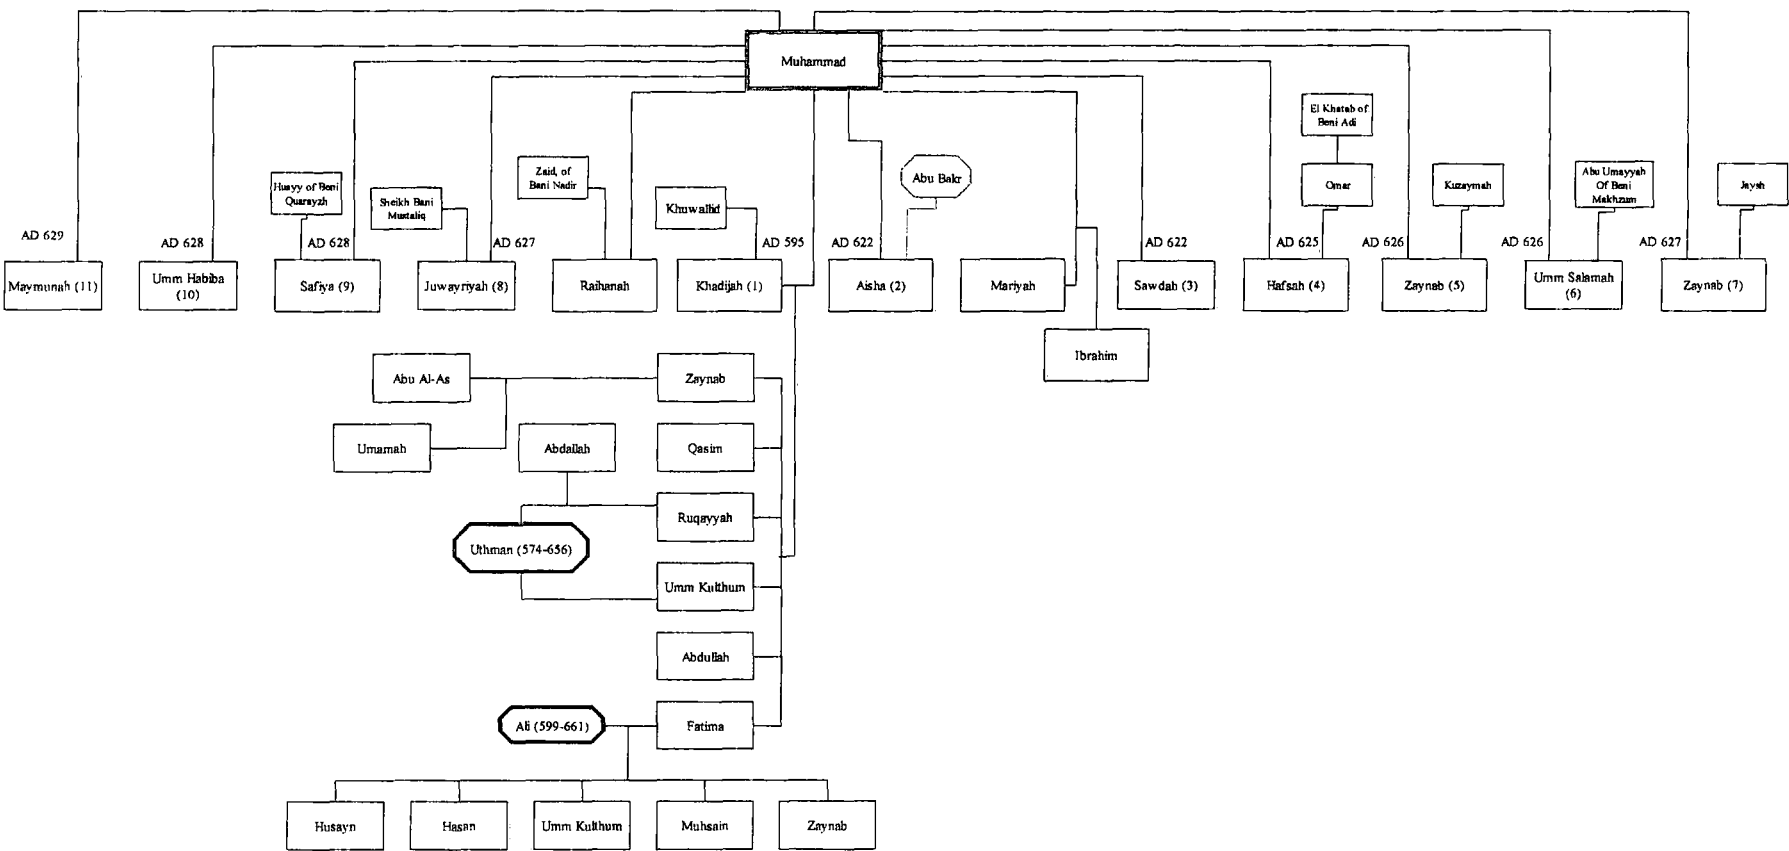 Muhammad
El Khatab of
Beni Adi
Huayy of Beni
Quarayzh
Sheikh Bani
Mustaliq
Zaid, of
Bani Nadir
Khuwallid
Abu Bakr
Omar
Kuzaymah
Abu Umayyah
Of Beni
Makhzum
Jaysh
AD 629
AD 628
AD 628
AD 627
AD 595
AD 622
AD 622
AD 625
AD 626
AD 626
AD 627
Maymunah (11)
Umm Habiba
(10)
Safiya (9)
Juwayriyah (8)
Raihanah
Khadijah (1)
Aisha (2)
Mariyah
Sawdah (3)
Hafsah (4)
Zaynab (5)
Umm Salamah
(6)
Zaynab (7)
Ibrahim
Abu Al-As
Zaynab
Umamah
Abdallah
Qasim
Ruqayyah
Uthman (574-656)
Umm Kulthum
Abdullah
Ali (599-661)
Fatima
Husayn
Hasan
Umm Kulthum
Muhsain
Zaynab